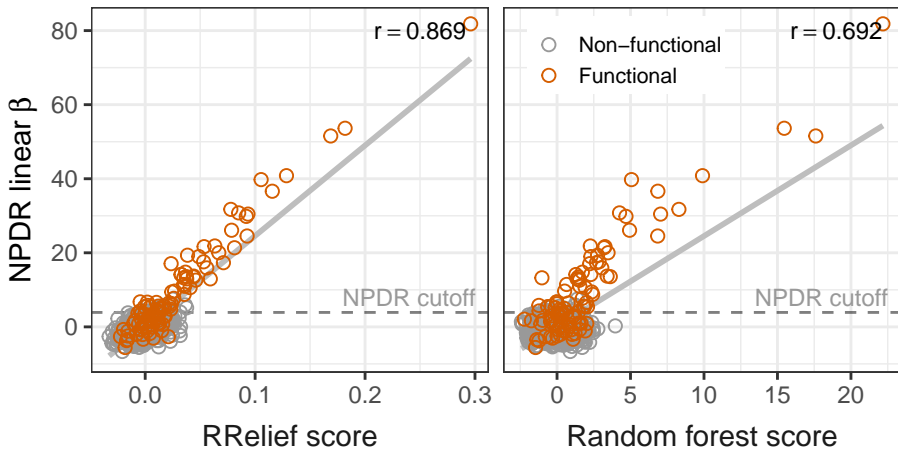 r = 0.869
r = 0.692
Non−functional
Functional
NPDR cutoff
NPDR cutoff
NPDR linear β
80
60
40
20
0
0.0 0.1 0.2 0.3
0 5 10 15 20
RRelief score
Random forest score